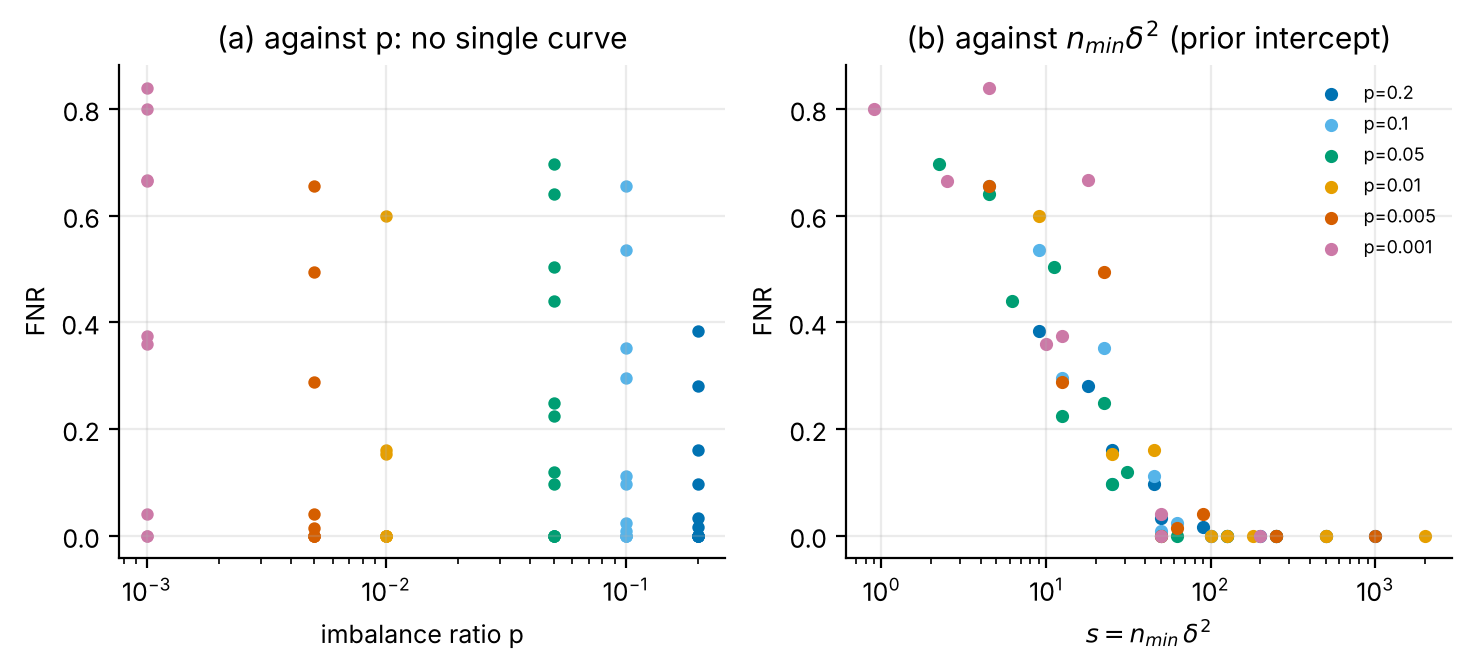 (a) against p: no single curve
FNR
0.8
0.6
0.4
0.2
0.0
10⁻³
10⁻²
10⁻¹
imbalance ratio p
(b) against n_min δ² (prior intercept)
FNR
0.8
0.6
0.4
0.2
0.0
10⁰
10¹
10²
10³
s = n_min δ²
p=0.2
p=0.1
p=0.05
p=0.01
p=0.005
p=0.001